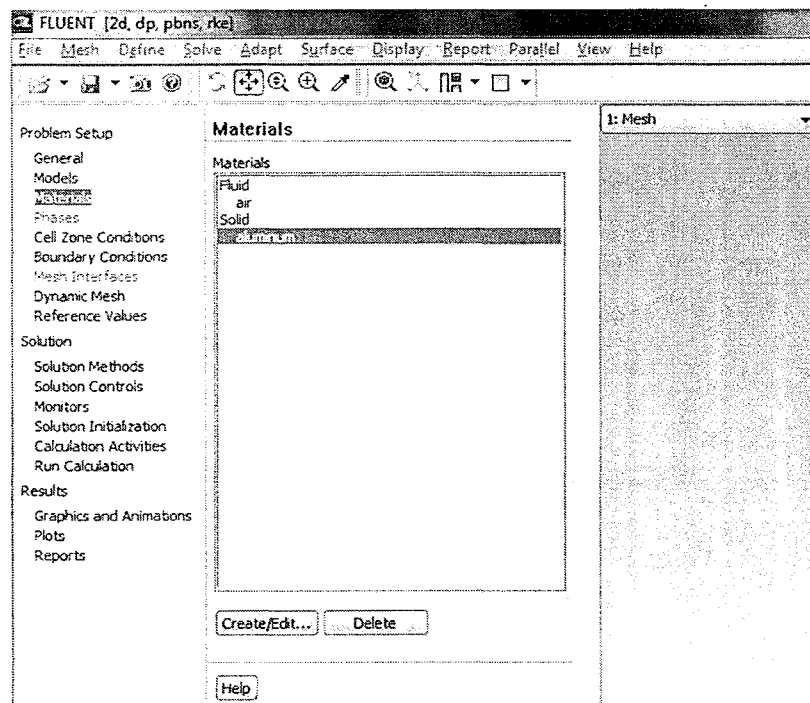 FLUENT [2d, dp, pbns, rke]
File Mesh Define Solve Adapt Surface Display Report Parallel View Help
Problem Setup
General
Models
Materials
Phases
Cell Zone Conditions
Boundary Conditions
Mesh Interfaces
Dynamic Mesh
Reference Values
Solution
Solution Methods
Solution Controls
Monitors
Solution Initialization
Calculation Activities
Run Calculation
Results
Graphics and Animations
Plots
Reports
Materials
Materials
Fluid
air
Solid
aluminum
Create/Edit... Delete
Help
1: Mesh